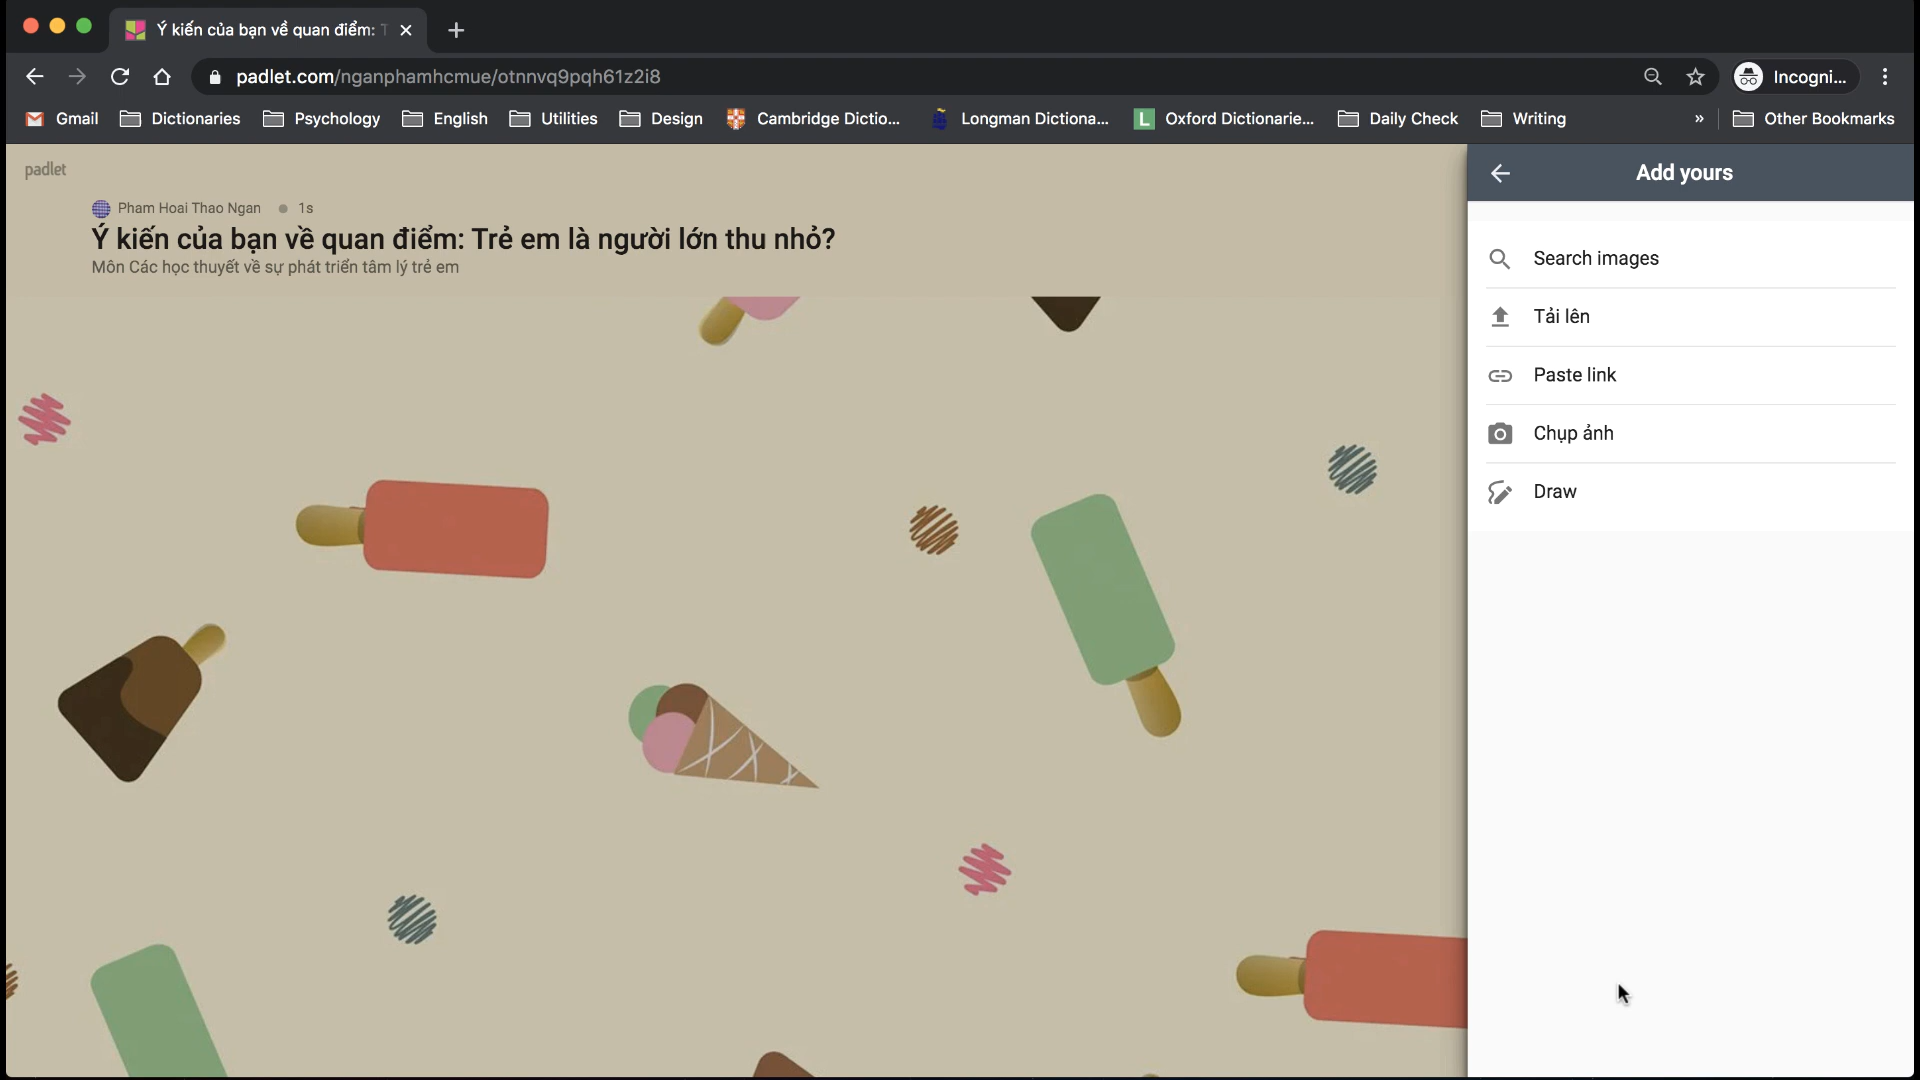 Ý kiến của bạn về quan điểm: T
padlet.com/nganphamhcmue/otnnvq9pqh61z2i8
Incogni...
Gmail
Dictionaries
Psychology
English
Utilities
Design
Cambridge Dictio...
Longman Dictiona...
L
Oxford Dictionarie...
Daily Check
Writing
»
Other Bookmarks
padlet
Pham Hoai Thao Ngan
1s
Ý kiến của bạn về quan điểm: Trẻ em là người lớn thu nhỏ?
Môn Các học thuyết về sự phát triển tâm lý trẻ em
Add yours
Search images
Tải lên
Paste link
Chụp ảnh
Draw